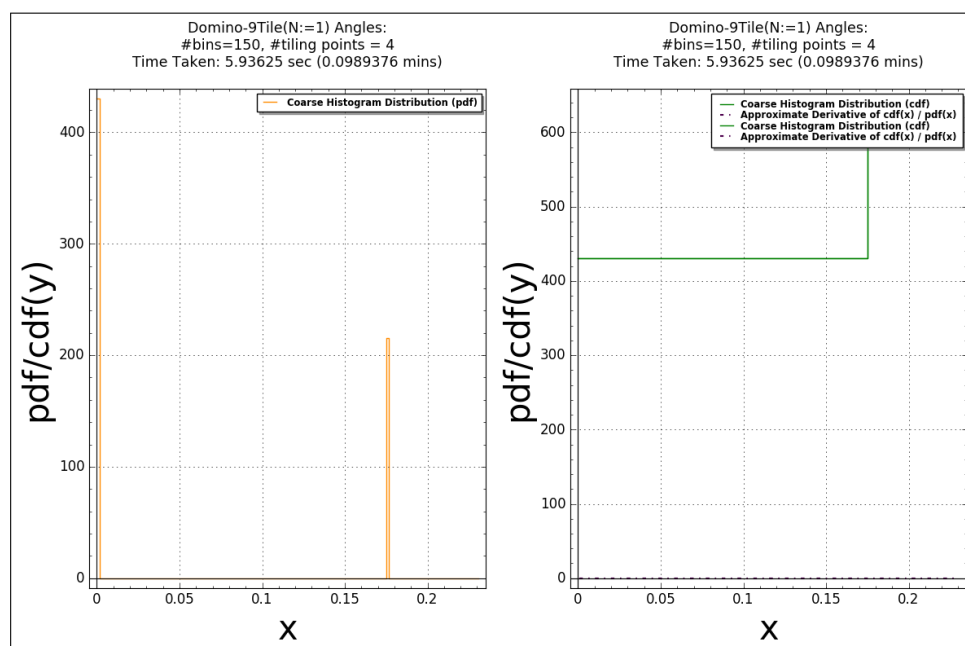 Domino-9Tile(N:=1) Angles:
#bins=150, #tiling points = 4
Time Taken: 5.93625 sec (0.0989376 mins)
Coarse Histogram Distribution (pdf)
400
300
200
100
0
0
0.05
0.1
0.15
0.2
pdf/cdf(y)
x
Domino-9Tile(N:=1) Angles:
#bins=150, #tiling points = 4
Time Taken: 5.93625 sec (0.0989376 mins)
Coarse Histogram Distribution (cdf)
Approximate Derivative of cdf(x) / pdf(x)
Coarse Histogram Distribution (cdf)
Approximate Derivative of cdf(x) / pdf(x)
600
500
400
300
200
100
0
0
0.05
0.1
0.15
0.2
pdf/cdf(y)
x